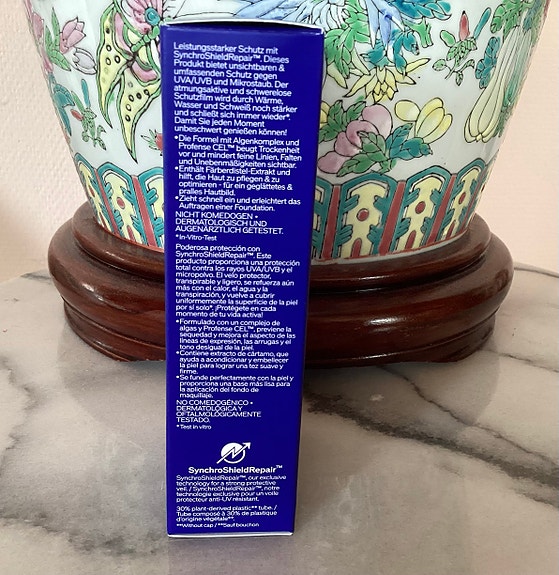 Leistungsstarker Schutz mit
SynchroShieldRepair™. Dieses
Produkt bietet unsichtbaren &
umfassenden Schutz gegen
UVA/UVB und Mikrostaub. Der
atmungsaktive und schwerelose
Schutzfilm wird durch Wärme,
Wasser und Schweiß noch stärker
und schließt sich immer wieder*.
Damit Sie jeden Moment
unbeschwert genießen können!
•Die Formel mit Algenkomplex und
Profense CEL™ beugt Trockenheit
vor und mindert feine Linien, Falten
und Unebenmäßigkeiten sichtbar.
•Enthält Färberdistel-Extrakt und
hilft, die Haut zu pflegen & zu
optimieren - für ein geglättetes &
pralles Hautbild.
•Zieht schnell ein und erleichert das
Auftragen einer Foundation.
NICHT KOMEDOGEN •
DERMATOLOGISCH UND
AUGENÄRZTLICH GETESTET.
*In-Vitro-Test
Poderosa protección con
SynchroShieldRepair™. Este
producto proporciona una protección
total contra los rayos UVA/UVB y el
micropolvo. El velo protector,
transpirable y ligero, se refuerza aún
más con el calor, el agua y la
transpiración, y vuelve a cubrir
uniformemente la superficie de la piel
por sí solo*. ¡Protégete en cada
momento de tu vida activa!
•Formulado con un complejo de
algas y Profense CEL™, previene la
sequedad y mejora el aspecto de las
líneas de expresión, las arrugas y el
tono desigual de la piel.
•Contiene extracto de cártamo, que
ayuda a acondicionar y embellecer
la piel para lograr una tez suave y
firme.
•Se funde perfectamente con la piel y
proporciona una base más lisa para
la aplicación del fondo de
maquillaje.
NO COMEDOGÉNICO •
DERMATOLÓGICA Y
OFTALMOLÓGICAMENTE
TESTADO.
*Test in vitro
SynchroShieldRepair™
SynchroShieldRepair™, our exclusive
technology for a strong protective
veil. / SynchroShieldRepair™, notre
technologie exclusive pour un voile
protecteur anti-UV résistant.
30% plant-derived plastic** tube. /
Tube composé à 30% de plastique
d'origine végétale**.
**Without cap / **Sauf bouchon